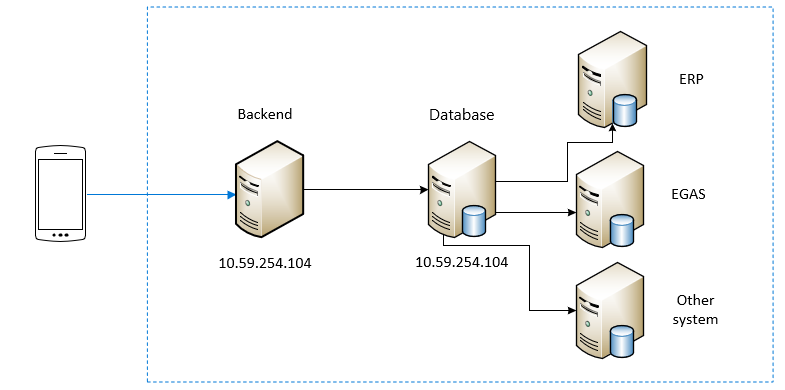 Backend
Database
ERP
EGAS
10.59.254.104
10.59.254.104
Other
system